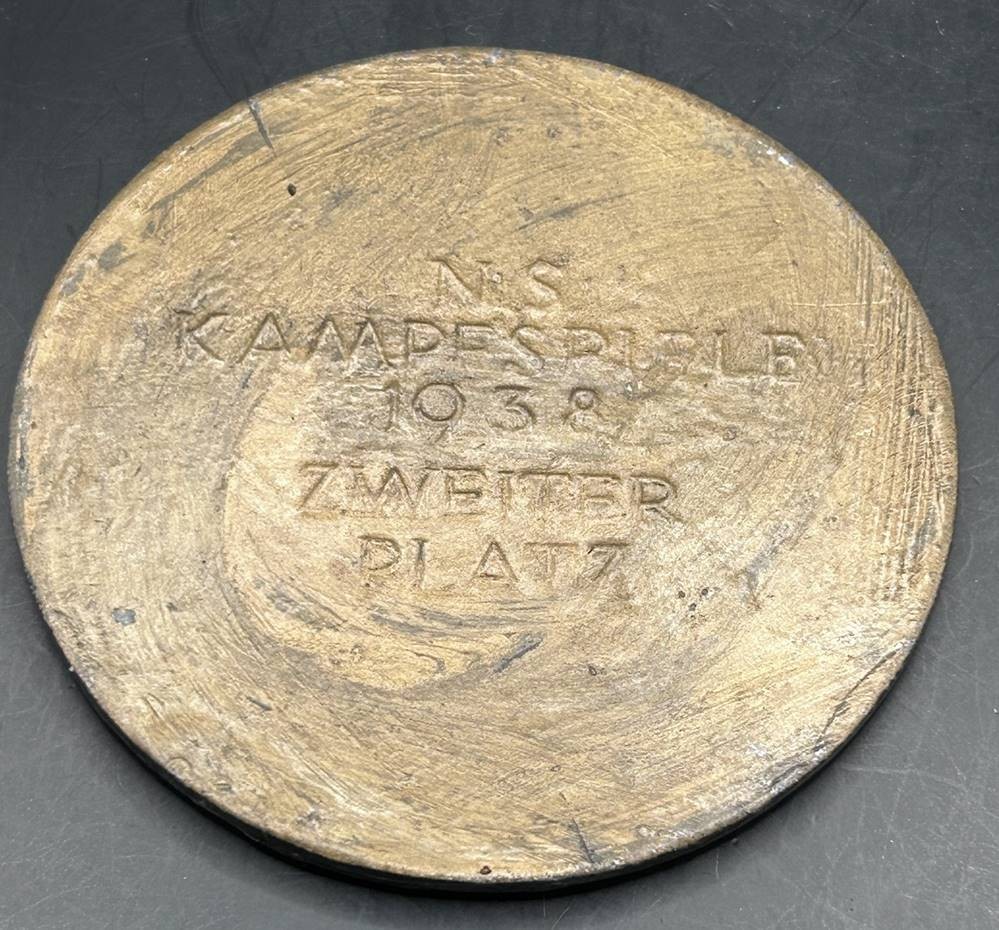 N.S.
KAMPFSPIELE
1938
ZWEITER
PLATZ